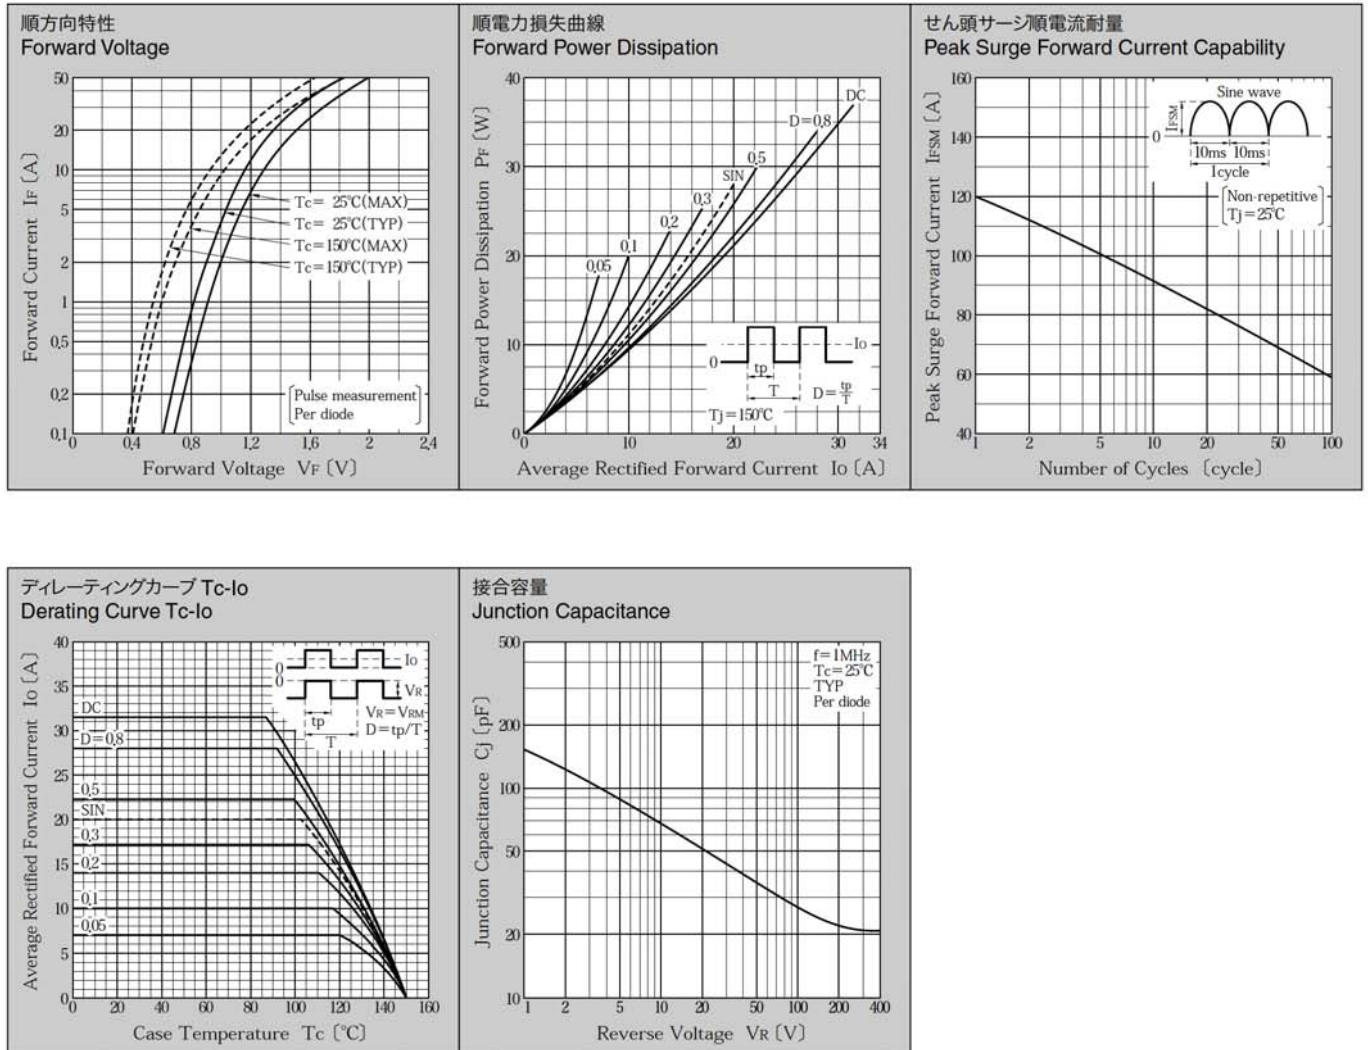 順方向特性
Forward Voltage
Forward Current IF〔A〕
50
20
10
5
2
1
0.5
0.2
0.1
Tc= 25℃(MAX)
Tc= 25℃(TYP)
Tc=150℃(MAX)
Tc=150℃(TYP)
Pulse measurement
Per diode
0 0.4 0.8 1.2 1.6 2 2.4
Forward Voltage VF〔V〕
順電力損失曲線
Forward Power Dissipation
Forward Power Dissipation PF〔W〕
40
30
20
10
0
DC
D=0.8
0.5
SIN
0.3
0.2
0.1
0.05
0
Io
tp
T
D=tp/T
Tj=150℃
0 10 20 30 34
Average Rectified Forward Current Io〔A〕
せん頭サージ順電流耐量
Peak Surge Forward Current Capability
Peak Surge Forward Current IFSM〔A〕
160
140
120
100
80
60
40
Sine wave
IFSM
0
10ms 10ms
1cycle
Non-repetitive
Tj=25℃
1 2 5 10 20 50 100
Number of Cycles 〔cycle〕
ディレーティングカーブ Tc-Io
Derating Curve Tc-Io
Average Rectified Forward Current Io〔A〕
40
35
30
25
20
15
10
5
0
0
Io
0
VR
tp
T
VR=VRM
D=tp/T
DC
D=0.8
0.5
SIN
0.3
0.2
0.1
0.05
0 20 40 60 80 100 120 140 160
Case Temperature Tc〔℃〕
接合容量
Junction Capacitance
Junction Capacitance Cj〔pF〕
500
200
100
50
20
10
f=1MHz
Tc=25℃
TYP
Per diode
1 2 5 10 20 50 100 200 400
Reverse Voltage VR〔V〕